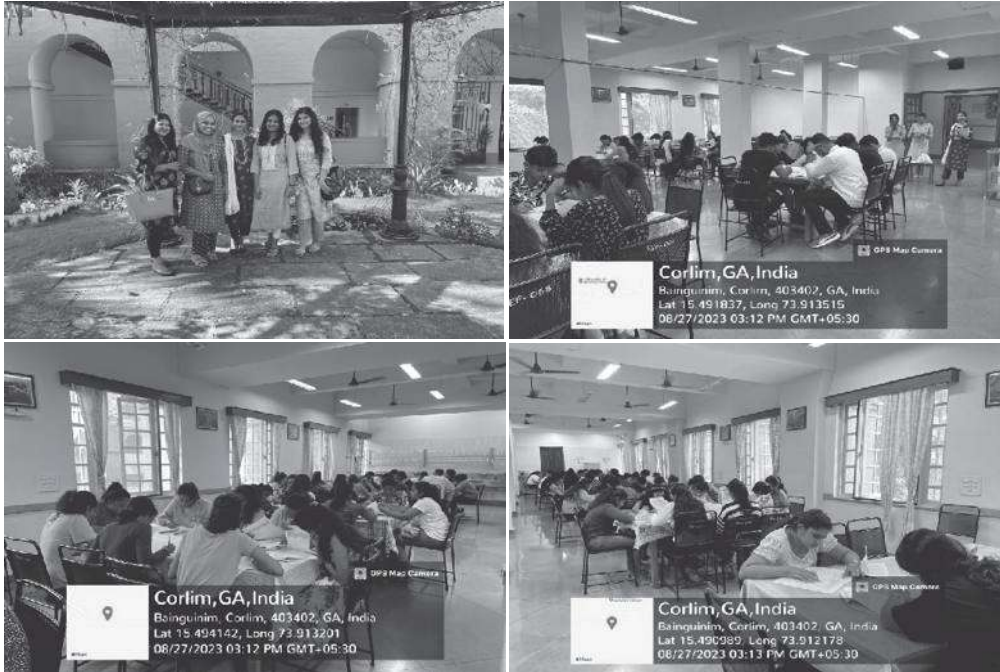 GPS Map Camera
Corlim,GA,India
Bainguinim, Corlim, 403402, GA, India
Lat 15.491837, Long 73.913515
08/27/2023 03:12 PM GMT+05:30
GPS Map Camera
Corlim,GA,India
Bainguinim, Corlim, 403402, GA, India
Lat 15.494142, Long 73.913201
08/27/2023 03:12 PM GMT+05:30
GPS Map Camera
Corlim,GA,India
Bainguinim, Corlim, 403402, GA, India
Lat 15.490989, Long 73.912178
08/27/2023 03:13 PM GMT+05:30